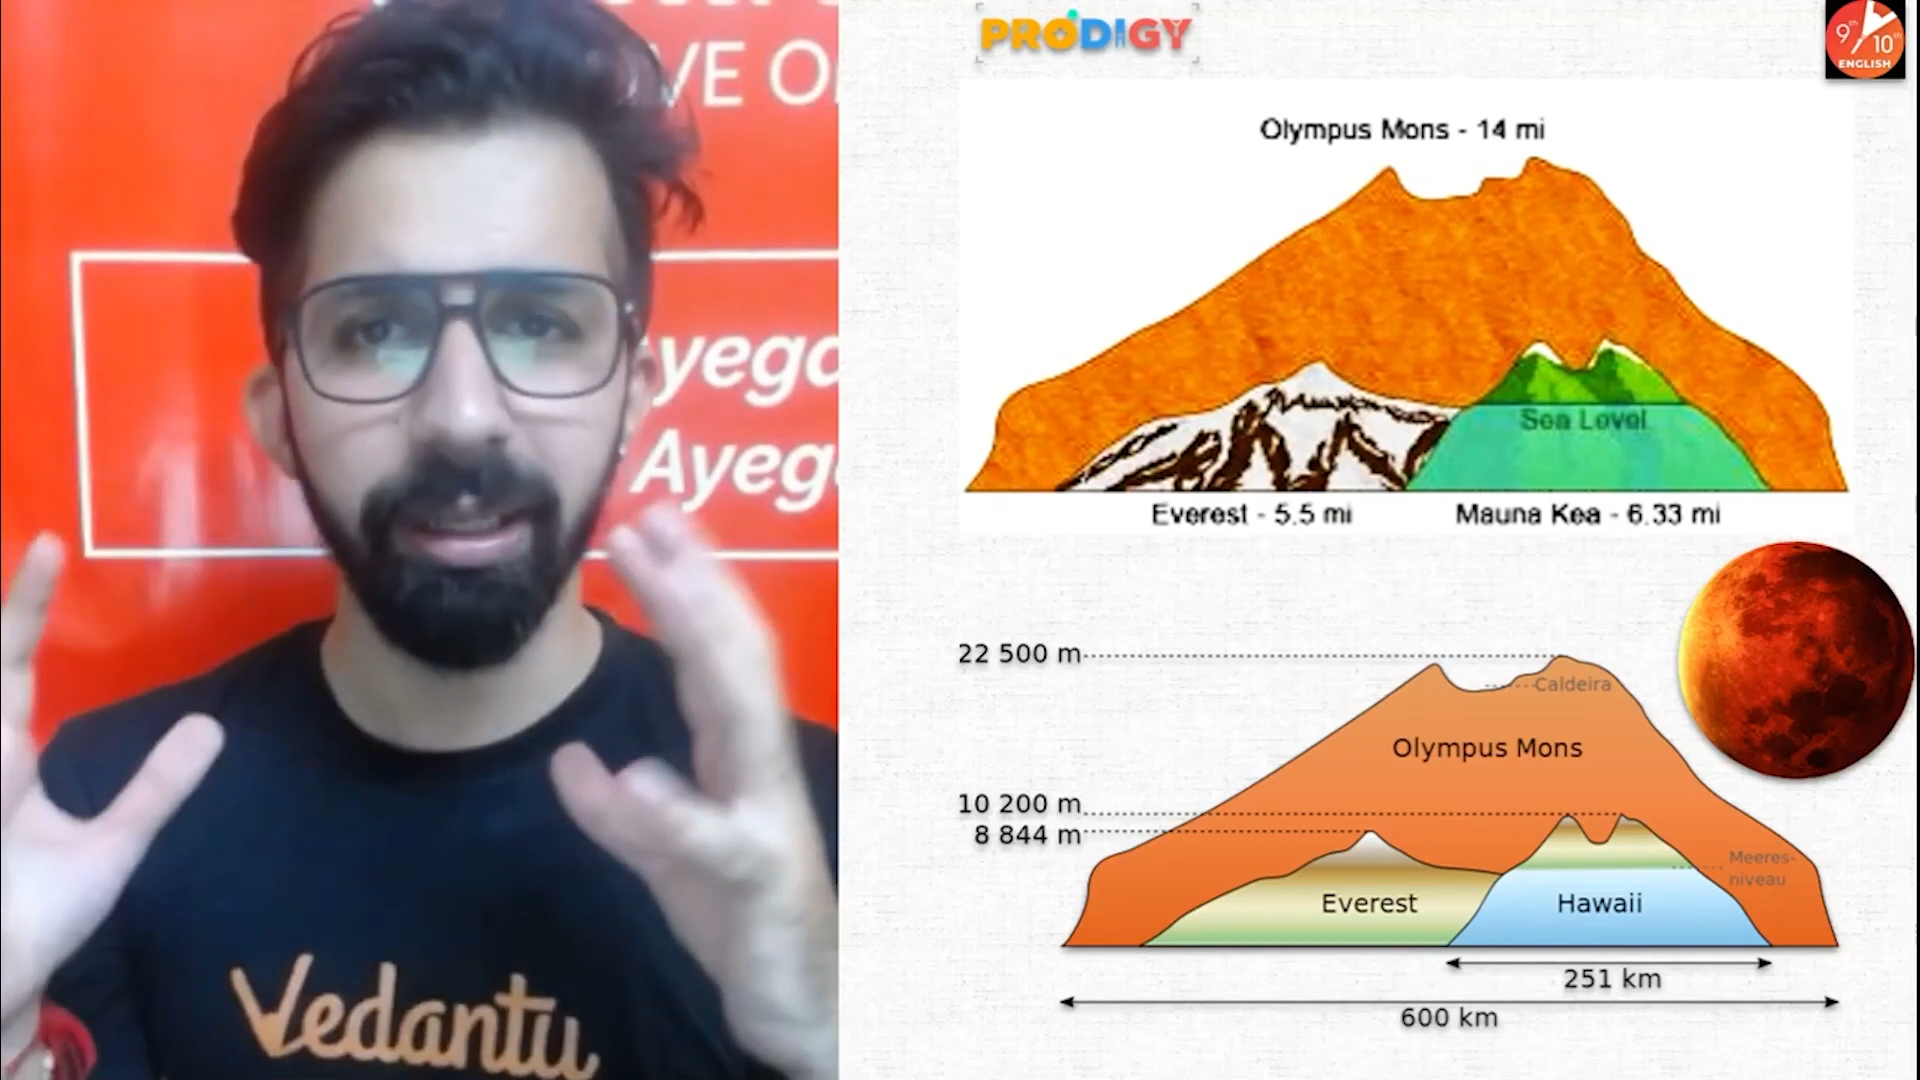 VE O
yega
Ayega
Vedantu
PRODIGY
9th
10th
ENGLISH
Olympus Mons - 14 mi
Sea Level
Everest - 5.5 mi
Mauna Kea - 6.33 mi
22 500 m
Caldeira
Olympus Mons
10 200 m
8 844 m
Meeres-
niveau
Everest
Hawaii
251 km
600 km